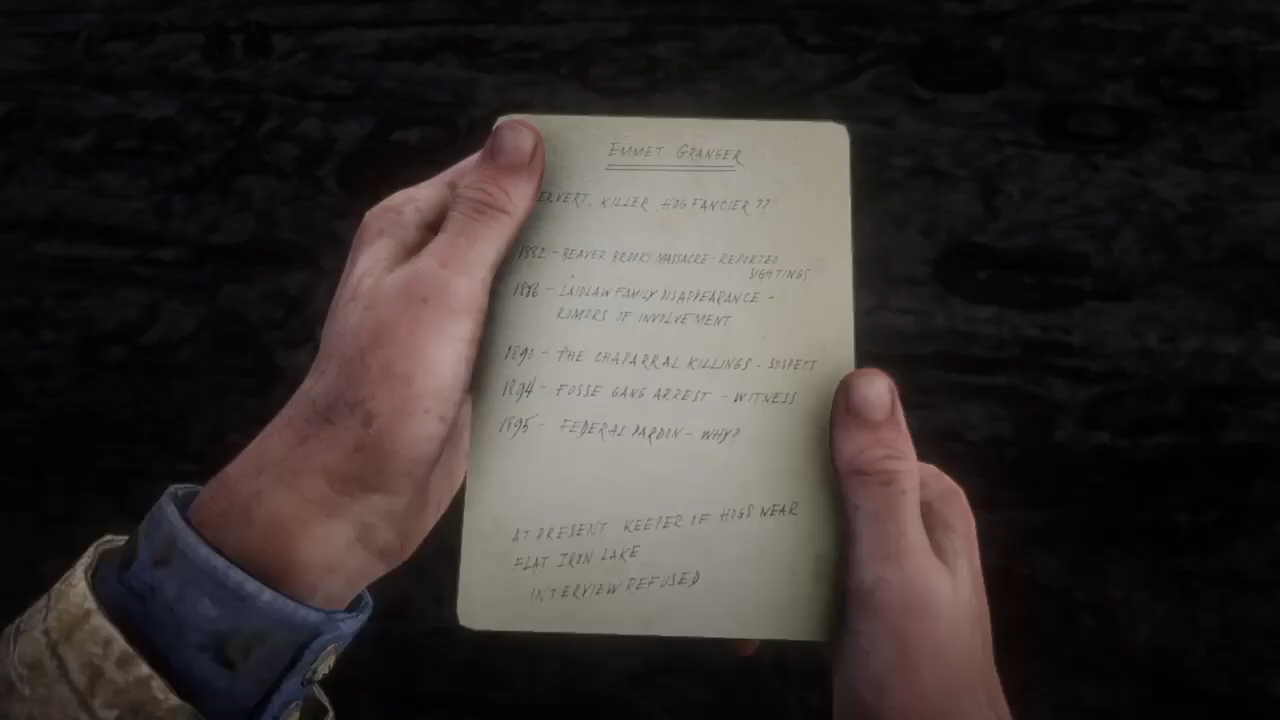 EMMET GRANGER
ERVERT, KILLER, HOG FANCIER ??
1882 - BEAVER BROOK MASSACRE - REPORTED
SIGHTINGS
1886 - LAIDLAW FAMILY DISAPPEARANCE -
RUMORS OF INVOLVEMENT
1890 - THE CHAPARRAL KILLINGS - SUSPECT
1894 - FOSSE GANG ARREST - WITNESS
1895 - FEDERAL PARDON - WHY?
AT PRESENT KEEPER OF HOGS NEAR
FLAT IRON LAKE
INTERVIEW REFUSED